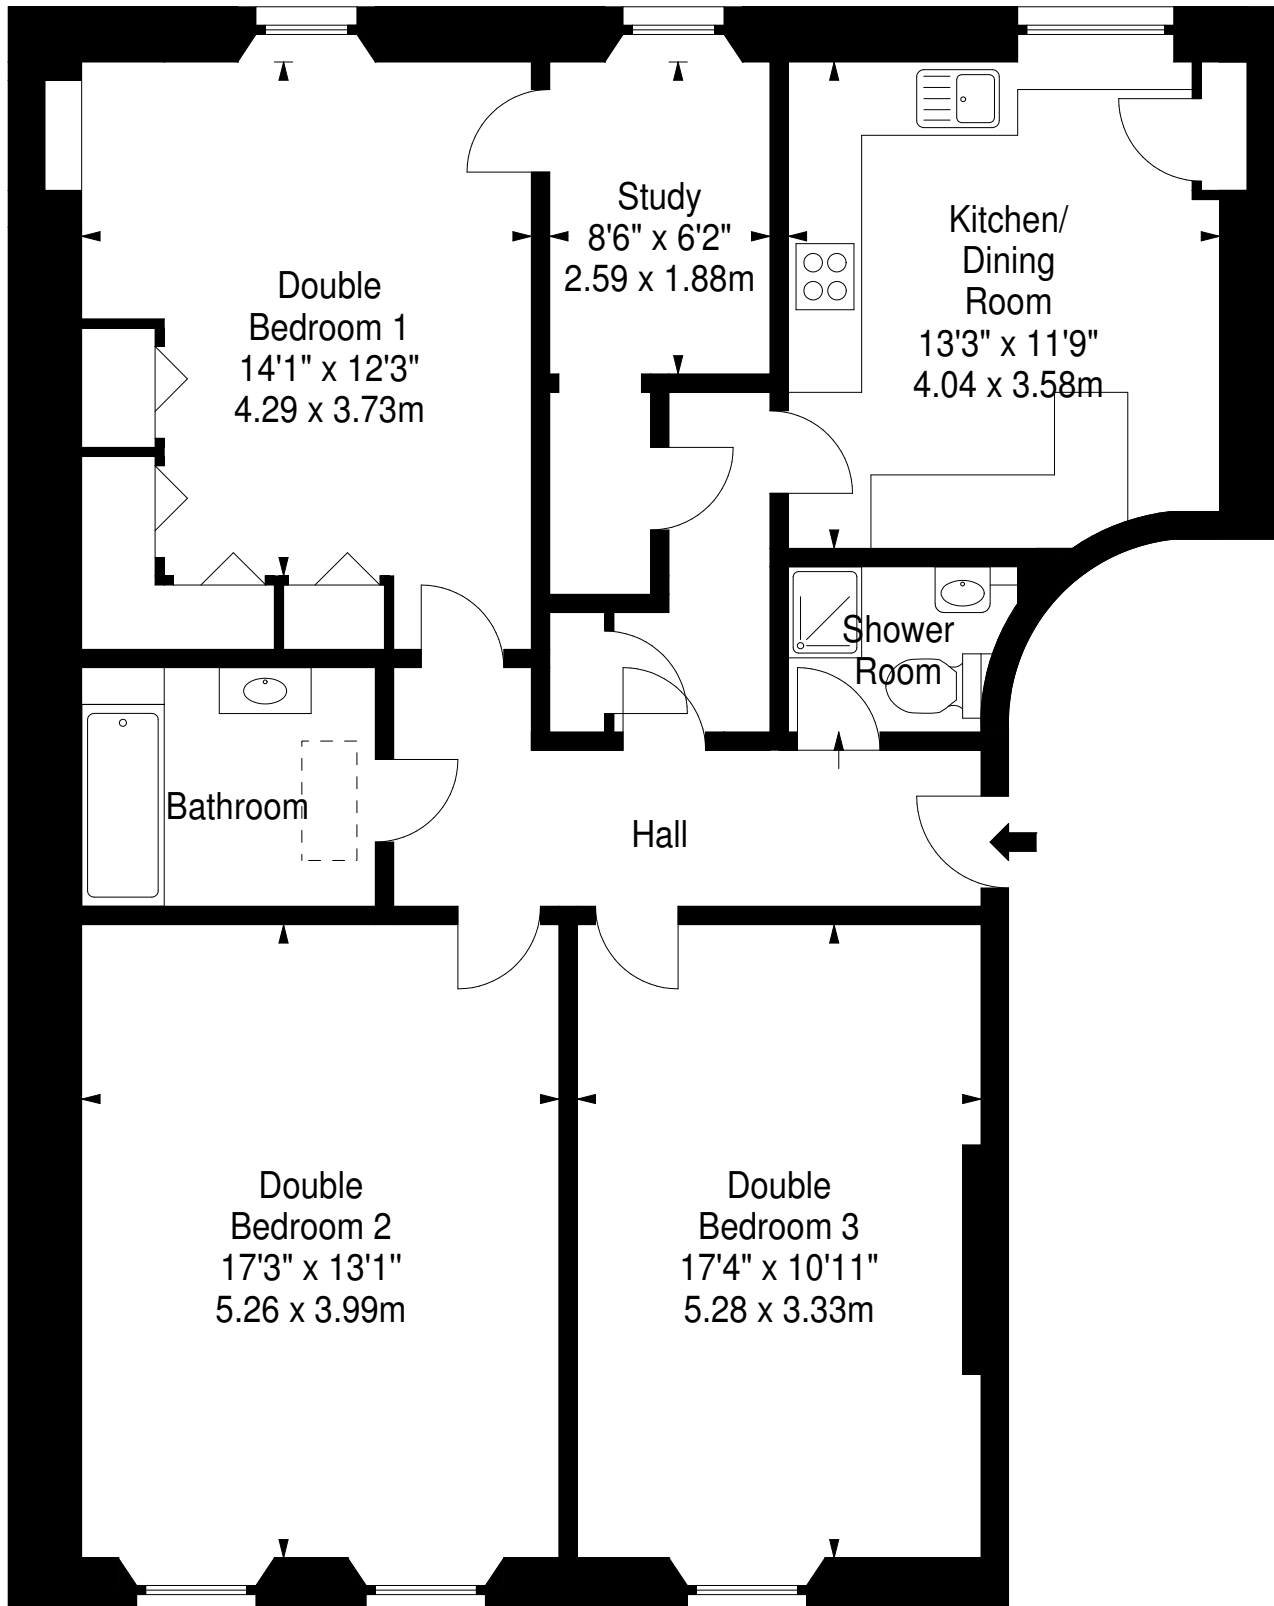 Study
8'6" x 6'2"
2.59 x 1.88m
Kitchen/
Dining
Room
13'3" x 11'9"
4.04 x 3.58m
Double
Bedroom 1
14'1" x 12'3"
4.29 x 3.73m
Shower
Room
Bathroom
Hall
Double
Bedroom 2
17'3" x 13'1"
5.26 x 3.99m
Double
Bedroom 3
17'4" x 10'11"
5.28 x 3.33m